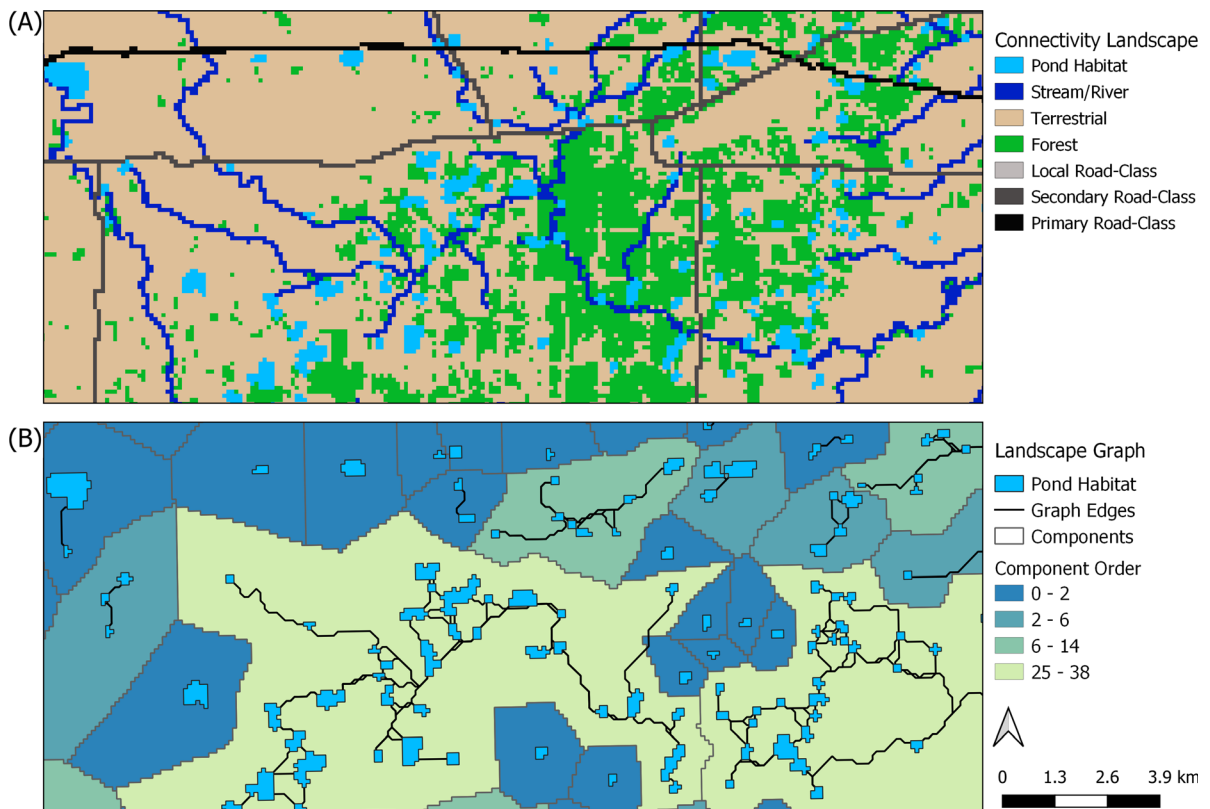 (A)
Connectivity Landscape
Pond Habitat
Stream/River
Terrestrial
Forest
Local Road-Class
Secondary Road-Class
Primary Road-Class
(B)
Landscape Graph
Pond Habitat
Graph Edges
Components
Component Order
0 - 2
2 - 6
6 - 14
25 - 38
0 1.3 2.6 3.9 km